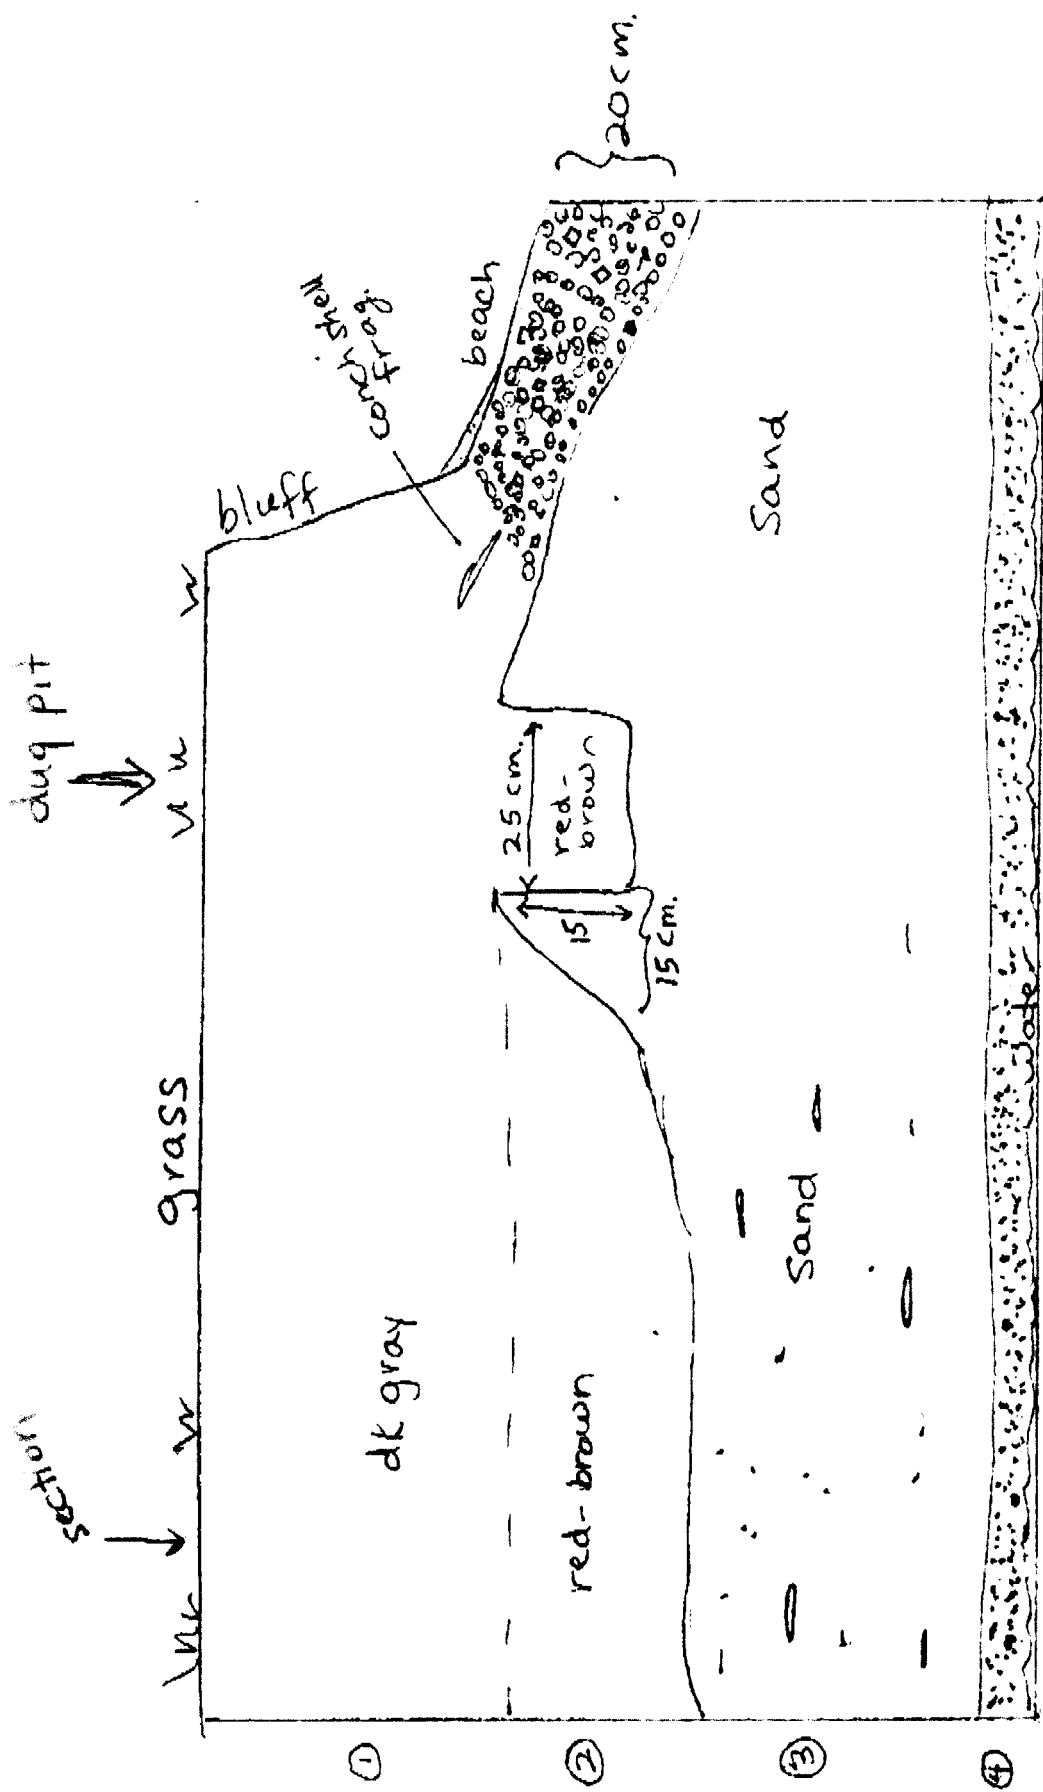 section
dug pit
grass
bluff
conch shell
frag.
beach
20 cm.
①
dk gray
②
red-brown
25 cm.
red-
brown
15
15 cm.
③
Sand
Sand
④
Water